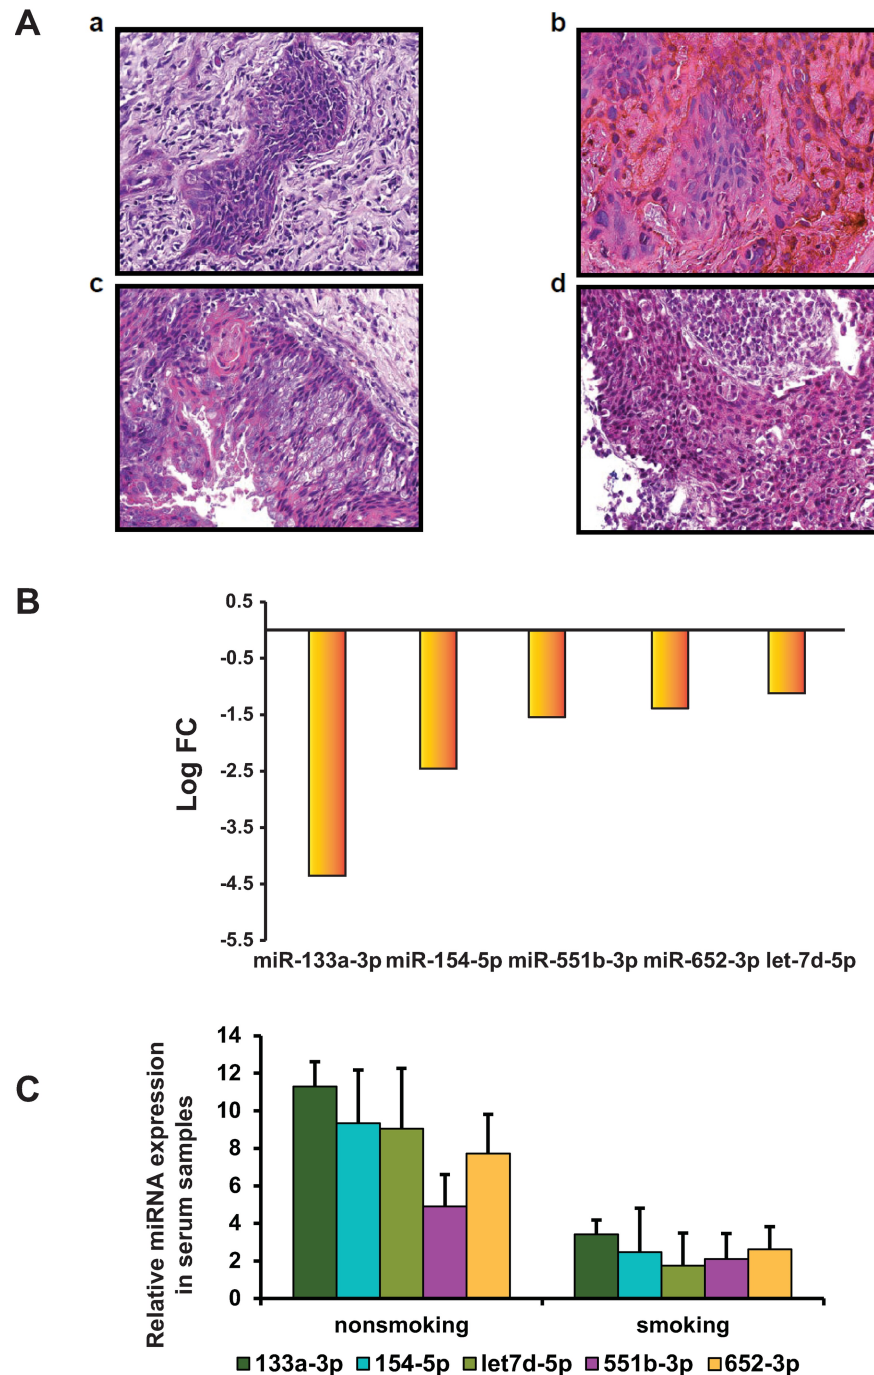 A
a
b
c
d
B
0.5
-0.5
-1.5
-2.5
-3.5
-4.5
-5.5
Log FC
miR-133a-3p miR-154-5p miR-551b-3p miR-652-3p let-7d-5p
C
14
12
10
8
6
4
2
0
Relative miRNA expression
in serum samples
nonsmoking smoking
133a-3p 154-5p let7d-5p 551b-3p 652-3p